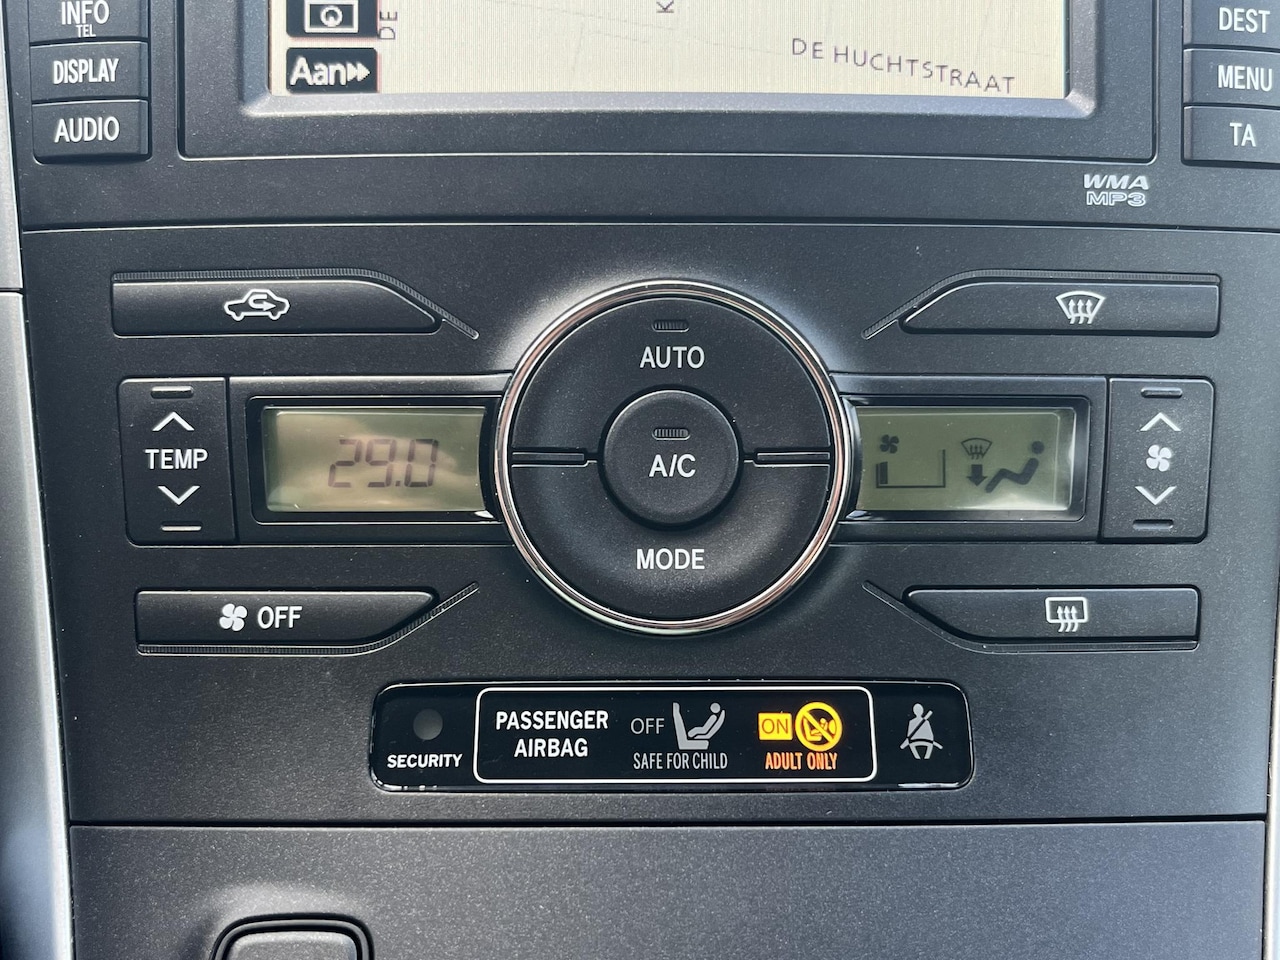 INFO
TEL
DISPLAY
AUDIO
DE
K
Aan
DE HUCHTSTRAAT
DEST
MENU
TA
WMA
MP3
AUTO
A/C
MODE
TEMP
29.0
OFF
SECURITY
PASSENGER
AIRBAG
OFF
SAFE FOR CHILD
ON
ADULT ONLY